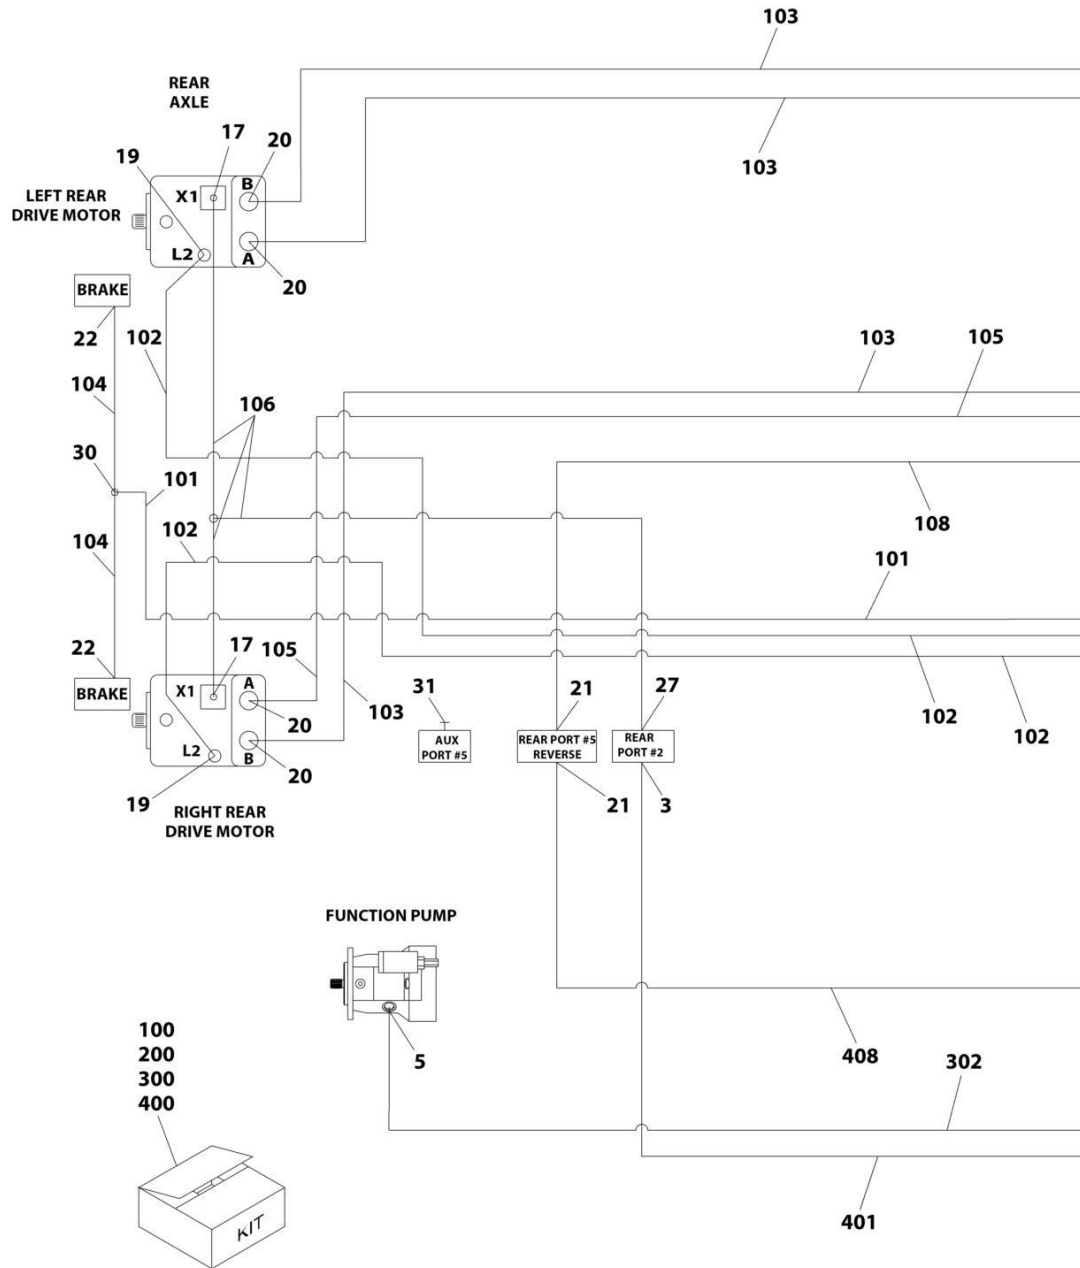 103
REAR
AXLE
17
20
103
19
B
X1
LEFT REAR
DRIVE MOTOR
L2
A
20
BRAKE
22
102
103
105
104
106
30
101
108
102
104
101
22
17
105
31
21
27
102
102
BRAKE
X1
A
20
103
AUX
PORT #5
REAR PORT #5
REVERSE
REAR
PORT #2
L2
B
20
19
21
3
RIGHT REAR
DRIVE MOTOR
FUNCTION PUMP
100
200
300
400
5
408
302
KIT
401